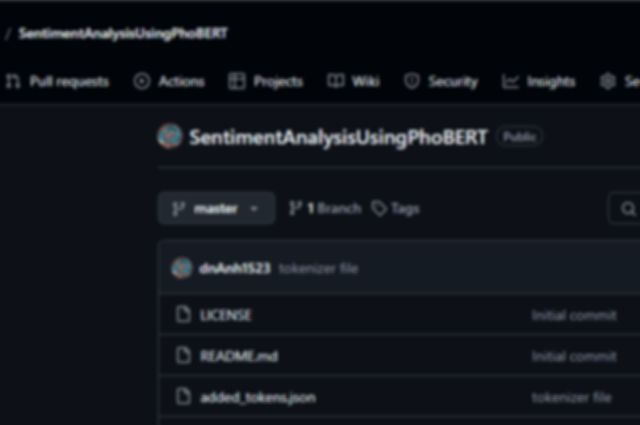 / SentimentAnalysisUsingPhoBERT
Pull requests Actions Projects Wiki Security Insights Se
SentimentAnalysisUsingPhoBERT Public
master 1 Branch Tags
dnAnh1523 tokenizer file
LICENSE Initial commit
README.md Initial commit
added_tokens.json tokenizer file